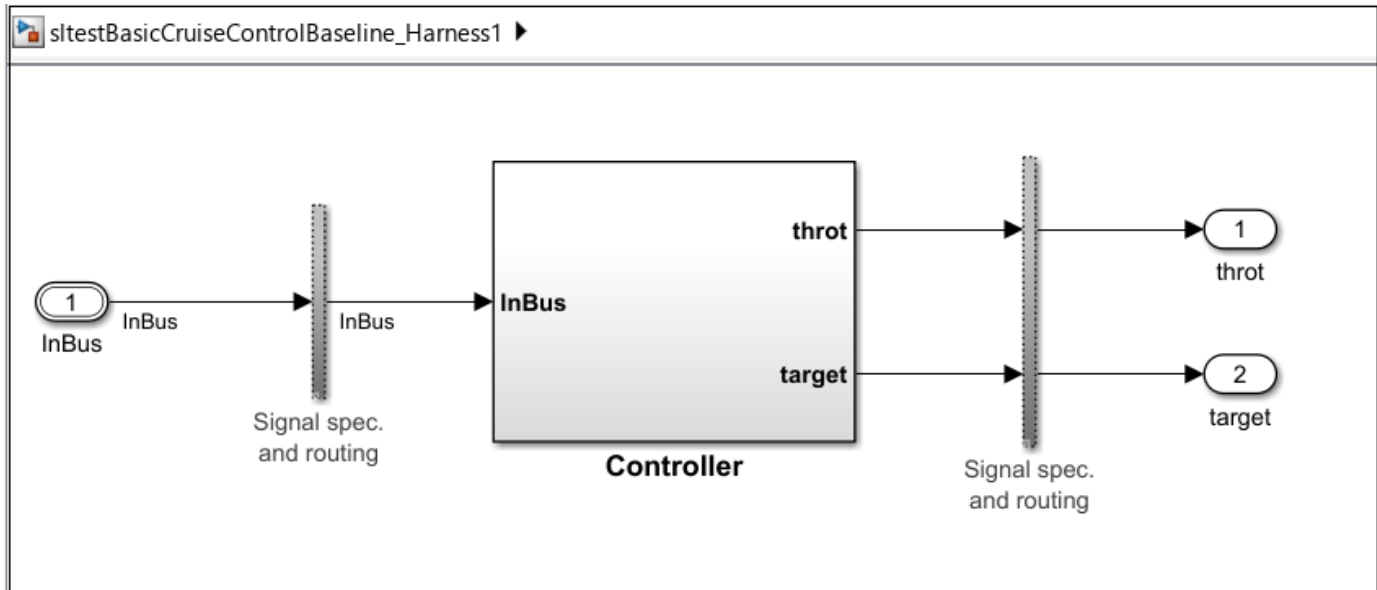 sltestBasicCruiseControlBaseline_Harness1
1
InBus
InBus
InBus
Signal spec.
and routing
InBus
throt
target
Controller
Signal spec.
and routing
1
throt
2
target